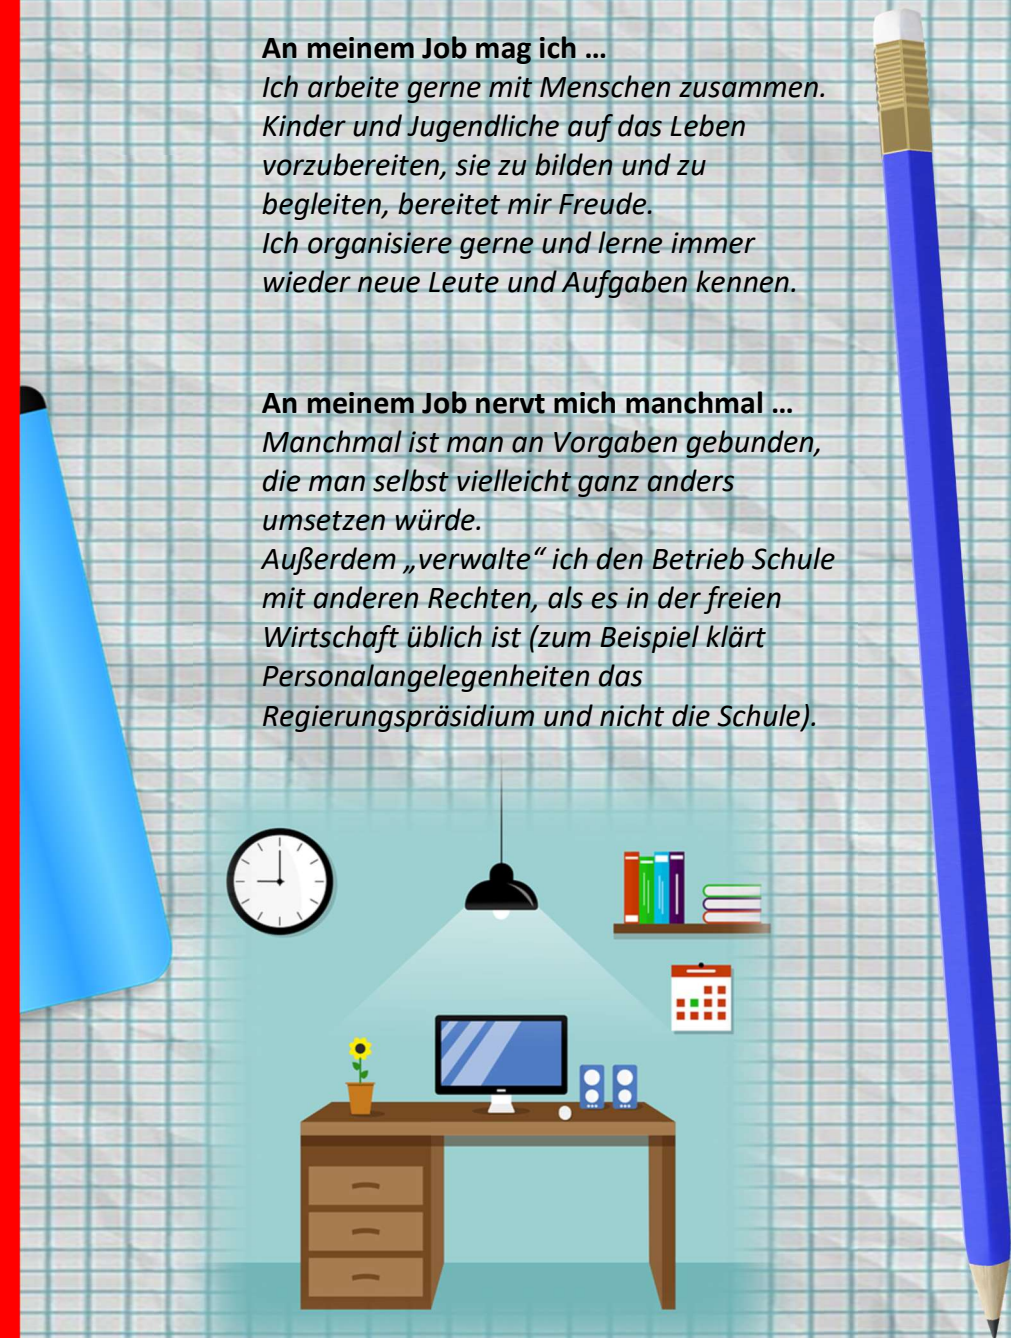 An meinem Job mag ich …
Ich arbeite gerne mit Menschen zusammen.
Kinder und Jugendliche auf das Leben
vorzubereiten, sie zu bilden und zu
begleiten, bereitet mir Freude.
Ich organisiere gerne und lerne immer
wieder neue Leute und Aufgaben kennen.
An meinem Job nervt mich manchmal …
Manchmal ist man an Vorgaben gebunden,
die man selbst vielleicht ganz anders
umsetzen würde.
Außerdem „verwalte“ ich den Betrieb Schule
mit anderen Rechten, als es in der freien
Wirtschaft üblich ist (zum Beispiel klärt
Personalangelegenheiten das
Regierungspräsidium und nicht die Schule).